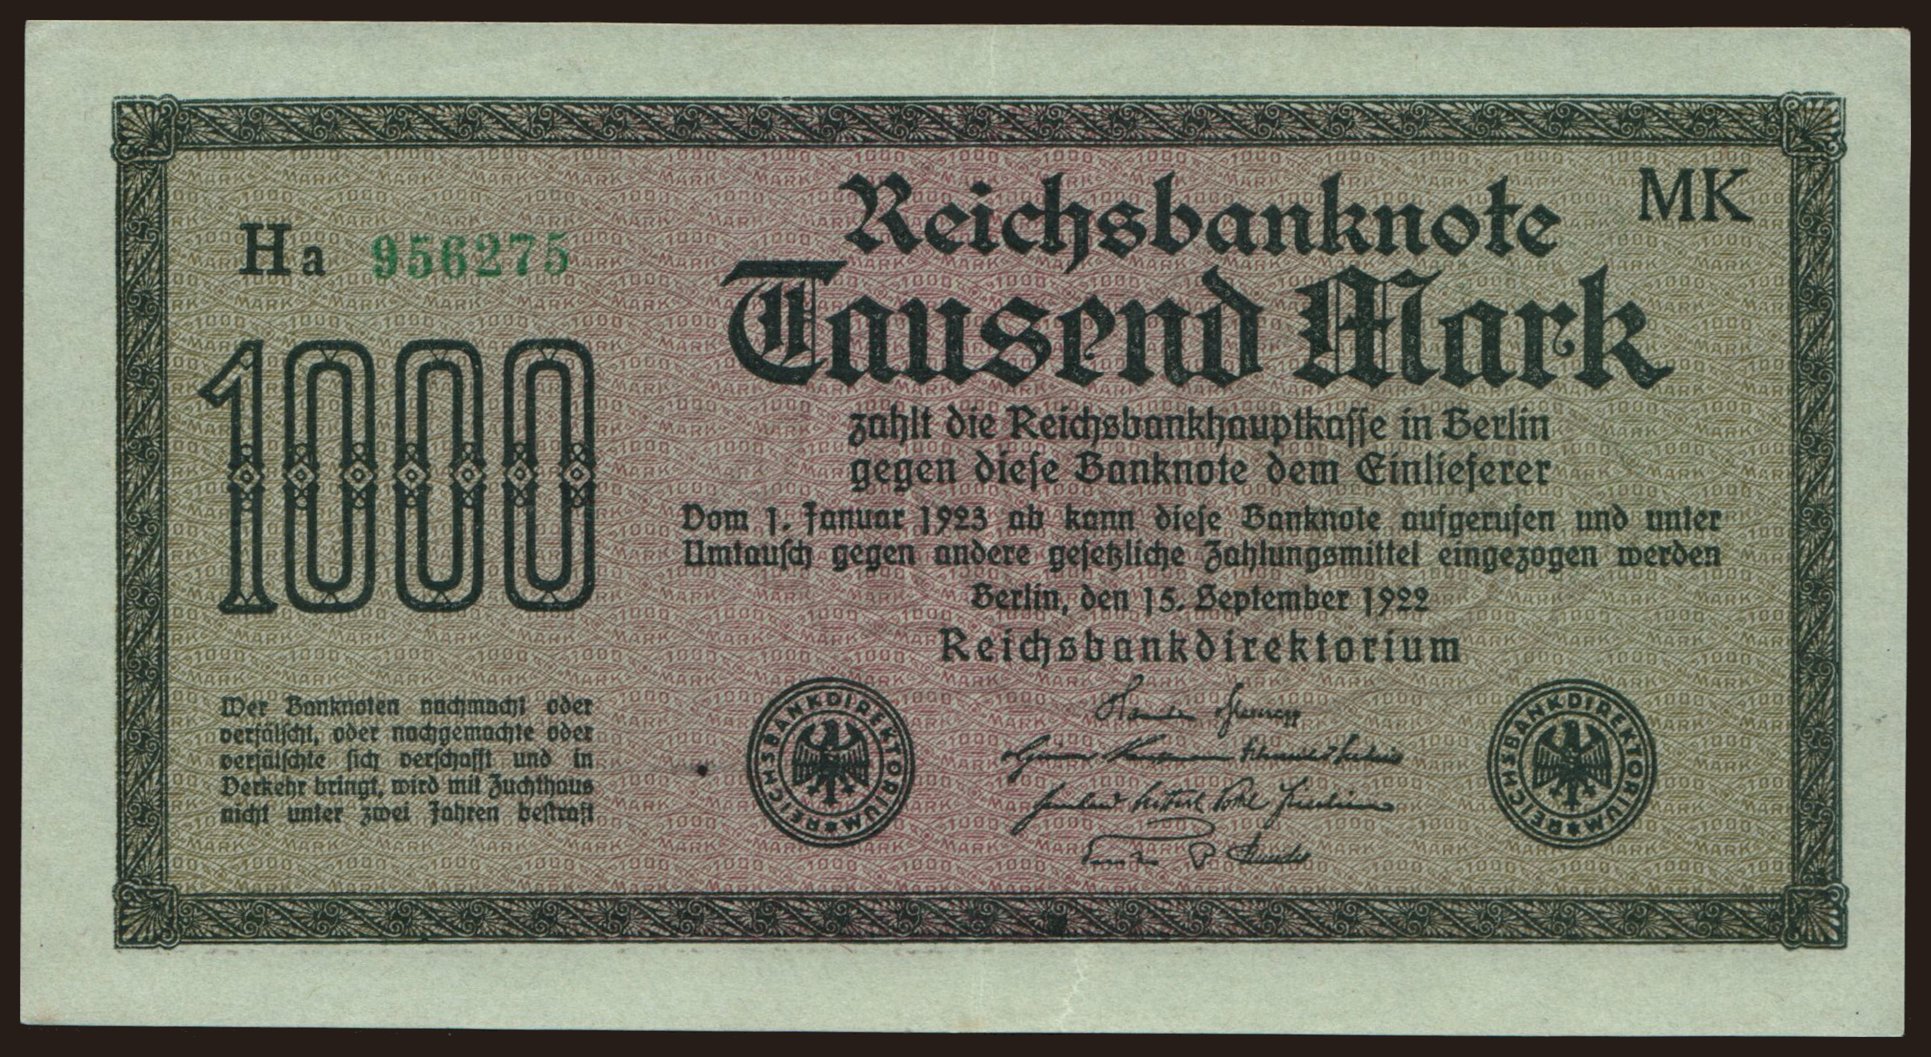 Reichsbanknote
MK
Ha 956275
Tausend Mark
1000
zahlt die Reichsbankhauptkasse in Berlin
gegen diese Banknote dem Einlieferer
Vom 1. Januar 1923 ab kann diese Banknote aufgerufen und unter
Umtausch gegen andere gesetzliche Zahlungsmittel eingezogen werden
Berlin, den 15. September 1922
Reichsbankdirektorium
Wer Banknoten nachmacht oder
verfälscht, oder nachgemachte oder
verfälschte sich verschafft und in
Verkehr bringt, wird mit Zuchthaus
nicht unter zwei Jahren bestraft
REICHSBANKDIREKTORIUM
REICHSBANKDIREKTORIUM